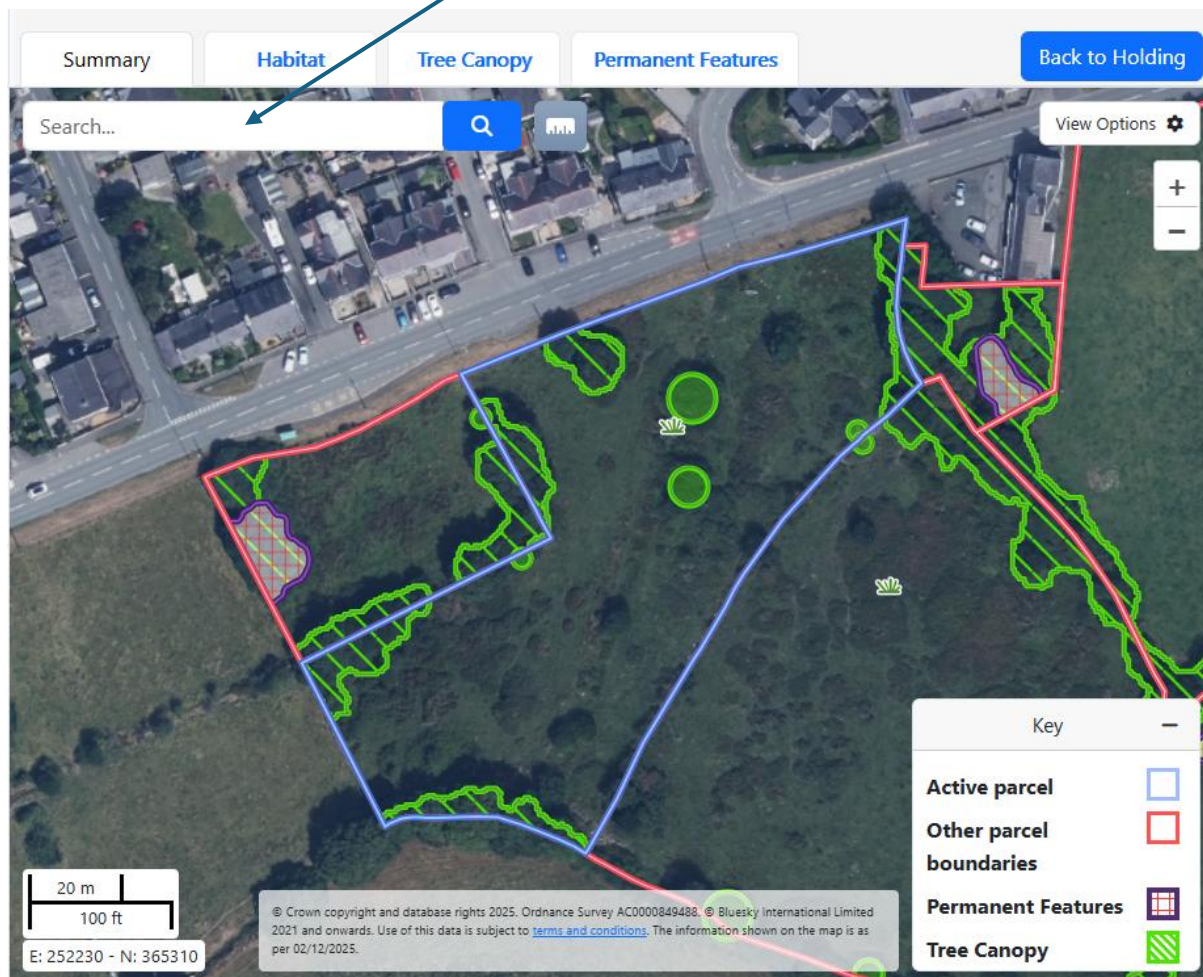 Summary
Habitat
Tree Canopy
Permanent Features
Back to Holding
Search...
View Options
+
−
Key
−
Active parcel
Other parcel
boundaries
Permanent Features
Tree Canopy
20 m
100 ft
E: 252230 - N: 365310
© Crown copyright and database rights 2025. Ordnance Survey AC0000849488. © Bluesky International Limited
2021 and onwards. Use of this data is subject to terms and conditions. The information shown on the map is as
per 02/12/2025.